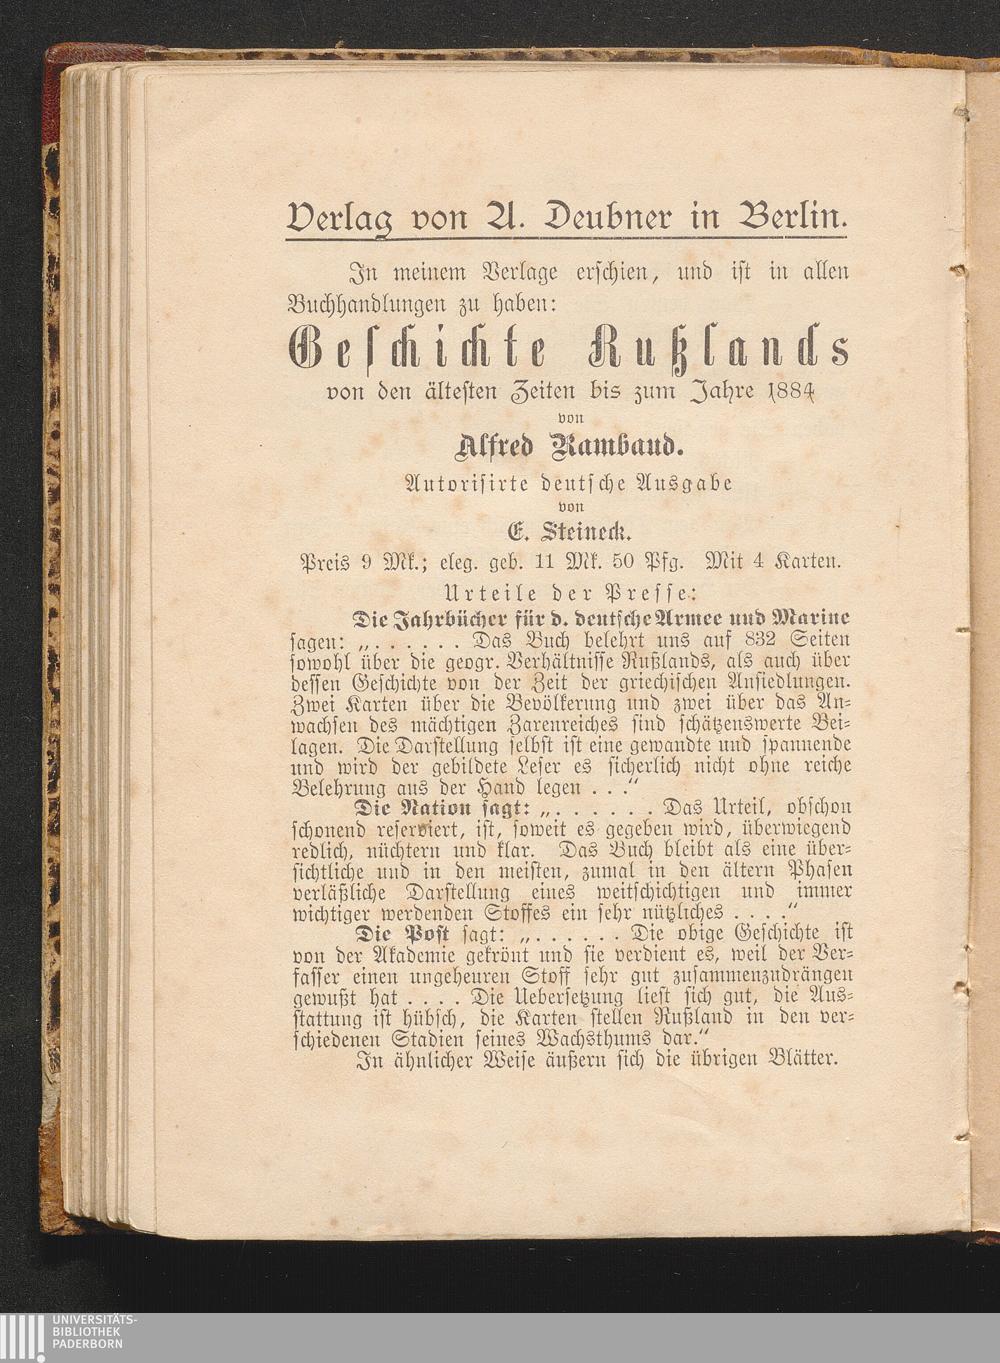 Verlag von A. Deubner in Berlin.
In meinem Verlage erschien, und ist in allen
Buchhandlungen zu haben:
Geschichte Rußlands
von den ältesten Zeiten bis zum Jahre 1884
von
Alfred Rambaud.
Autorisirte deutsche Ausgabe
von
E. Steineck.
Preis 9 Mk.; eleg. geb. 11 Mk. 50 Pfg. Mit 4 Karten.
Urteile der Presse:
Die Jahrbücher für d. deutsche Armee und Marine
sagen: „. . . . . . Das Buch belehrt uns auf 832 Seiten
sowohl über die geogr. Verhältnisse Rußlands, als auch über
dessen Geschichte von der Zeit der griechischen Ansiedlungen.
Zwei Karten über die Bevölkerung und zwei über das An-
wachsen des mächtigen Zarenreiches sind schätzenswerte Bei-
lagen. Die Darstellung selbst ist eine gewandte und spannende
und wird der gebildete Leser es sicherlich nicht ohne reiche
Belehrung aus der Hand legen . . .“
Die Nation sagt: „. . . . . . . Das Urteil, obschon
schonend reserviert, ist, soweit es gegeben wird, überwiegend
redlich, nüchtern und klar. Das Buch bleibt als eine über-
sichtliche und in den meisten, zumal in den ältern Phasen
verläßliche Darstellung eines weitschichtigen und immer
wichtiger werdenden Stoffes ein sehr nützliches . . . .“
Die Post sagt: „. . . . . . Die obige Geschichte ist
von der Akademie gekrönt und sie verdient es, weil der Ver-
fasser einen ungeheuren Stoff sehr gut zusammenzudrängen
gewußt hat . . . . Die Uebersetzung liest sich gut, die Aus-
stattung ist hübsch, die Karten stellen Rußland in den ver-
schiedenen Stadien seines Wachsthums dar.“
In ähnlicher Weise äußern sich die übrigen Blätter.
UNIVERSITÄTS-
BIBLIOTHEK
PADERBORN